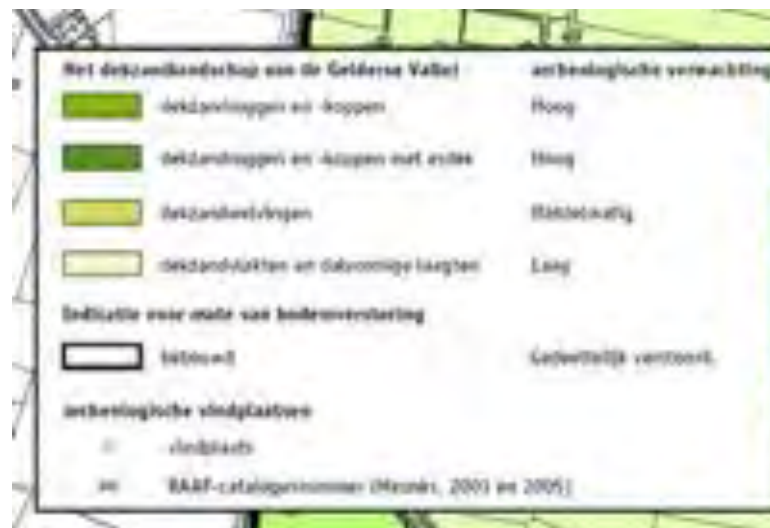 Het dekzandlandschap van de Gelderse Vallei archeologische verwachting
dekzandruggen en -koppen Hoog
dekzandruggen en -koppen met esdek Hoog
dekzandwelvingen Middelmatig
dekzandvlakten en dalvormige laagten Laag
Indicatie voor mate van bodemverstoring
bebouwd Gedeeltelijk verstoord.
archeologische vindplaatsen
vindplaats
RAAP-catalogusnummer 2003 en 2005)